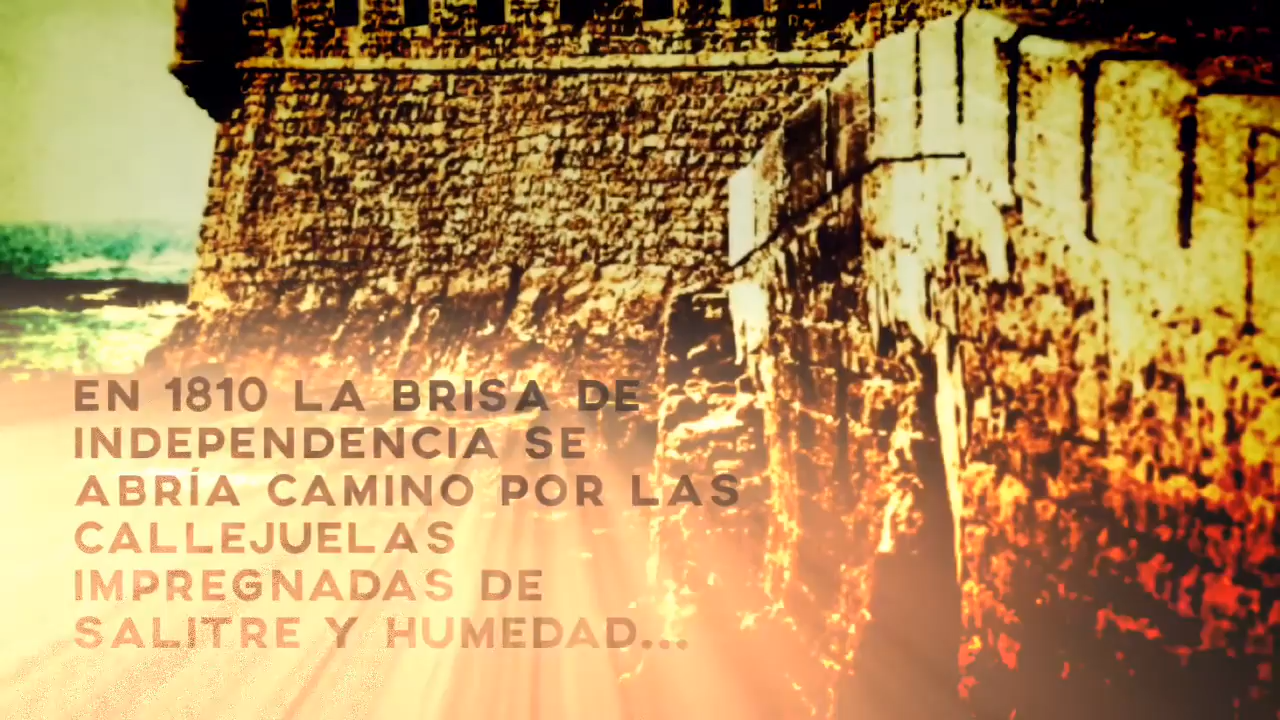 EN 1810 LA BRISA DE
INDEPENDENCIA SE
ABRÍA CAMINO POR LAS
CALLEJUELAS
IMPREGNADAS DE
SALITRE Y HUMEDAD...